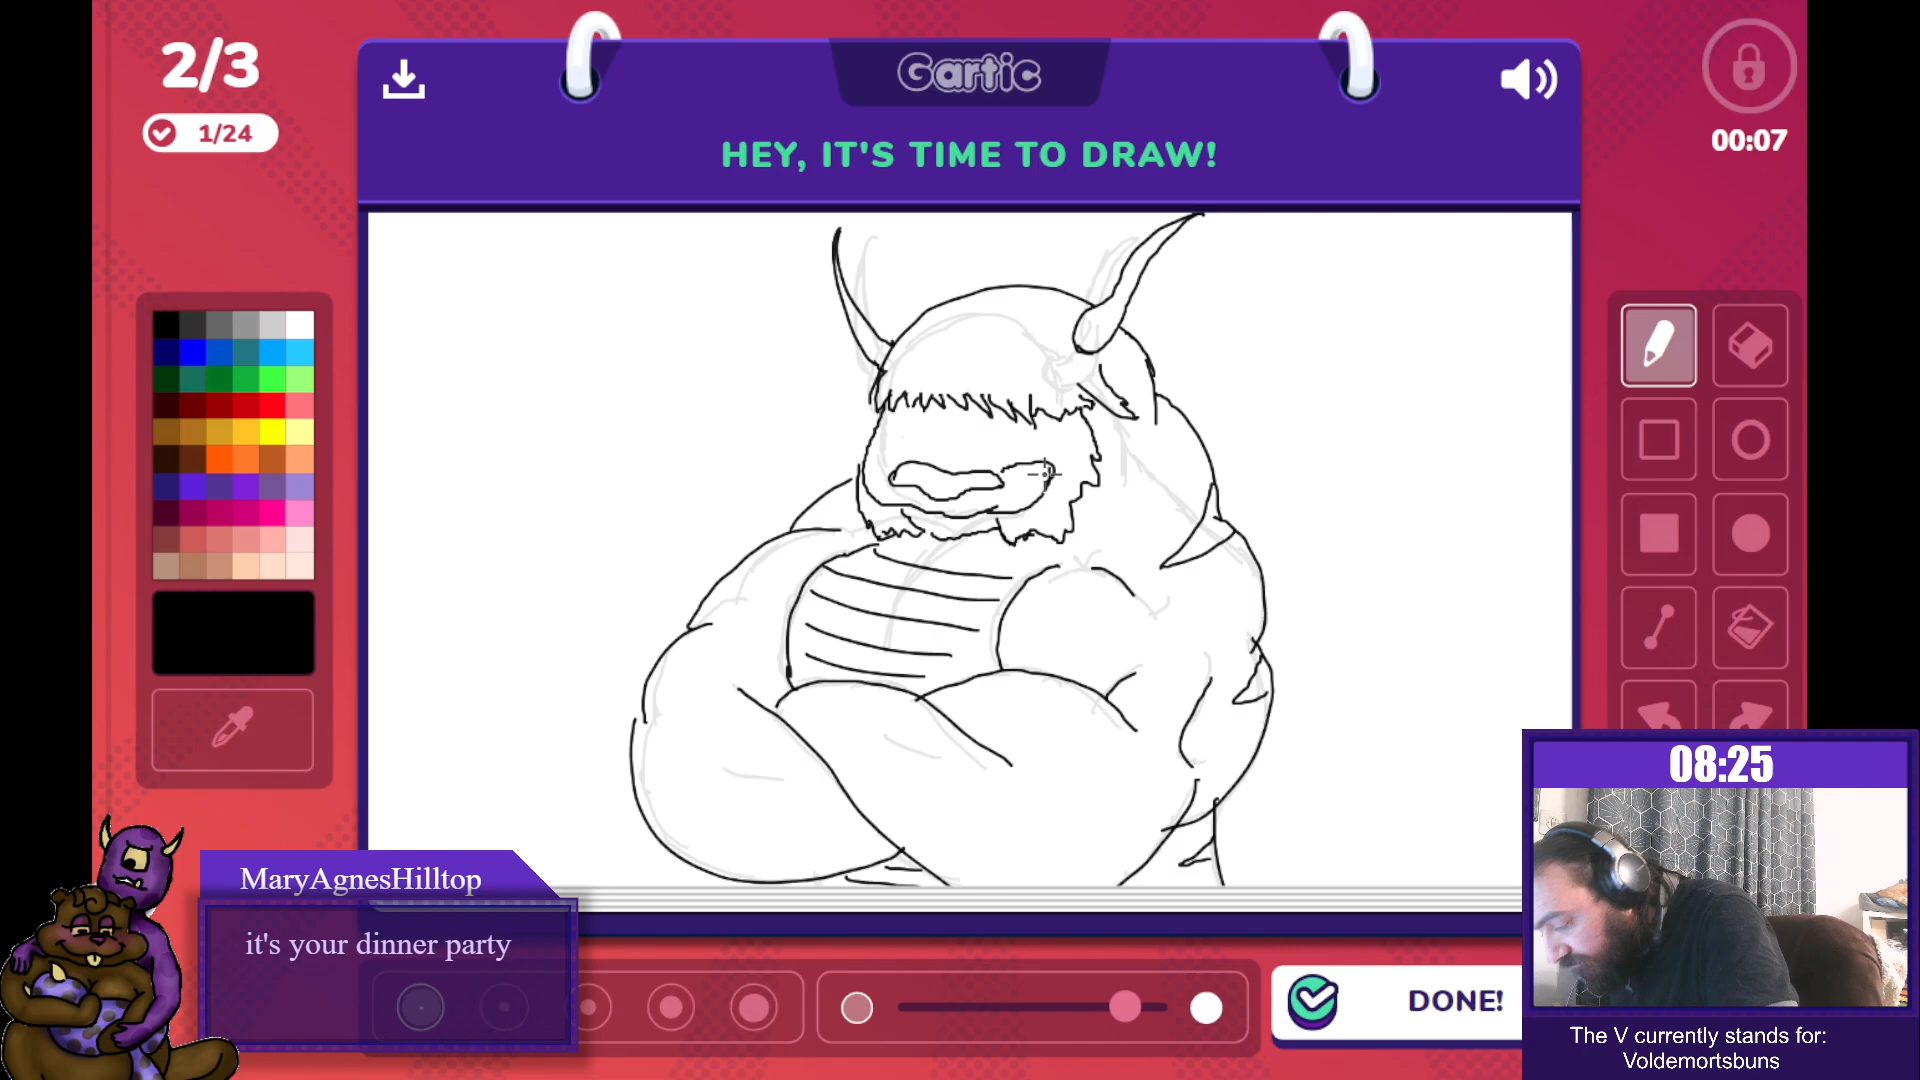 2/3
1/24
Gartic
HEY, IT'S TIME TO DRAW!
00:07
08:25
MaryAgnesHilltop
it's your dinner party
DONE!
The V currently stands for:
Voldemortsbuns